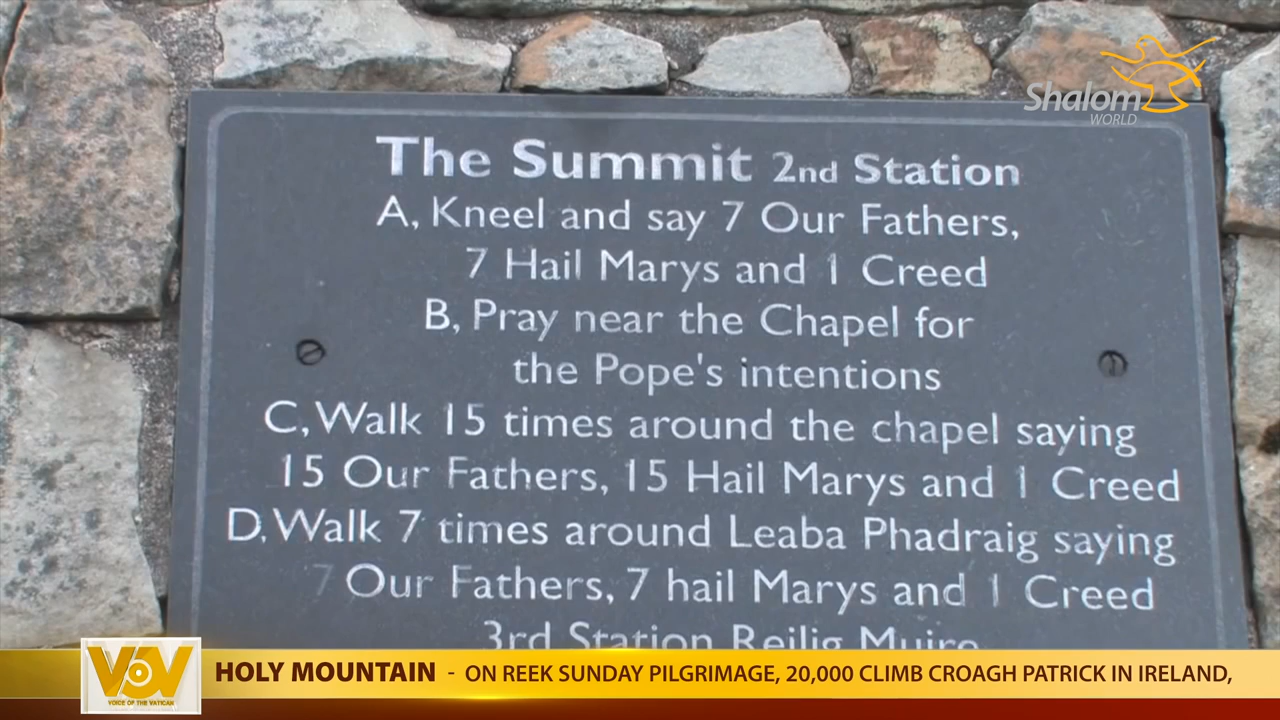 Shalom
WORLD
The Summit 2nd Station
A, Kneel and say 7 Our Fathers,
7 Hail Marys and 1 Creed
B, Pray near the Chapel for
the Pope's intentions
C, Walk 15 times around the chapel saying
15 Our Fathers, 15 Hail Marys and 1 Creed
D, Walk 7 times around Leaba Phadraig saying
7 Our Fathers, 7 hail Marys and 1 Creed
3rd Station Reilig Muire
VOV
VOICE OF THE VATICAN
HOLY MOUNTAIN - ON REEK SUNDAY PILGRIMAGE, 20,000 CLIMB CROAGH PATRICK IN IRELAND,